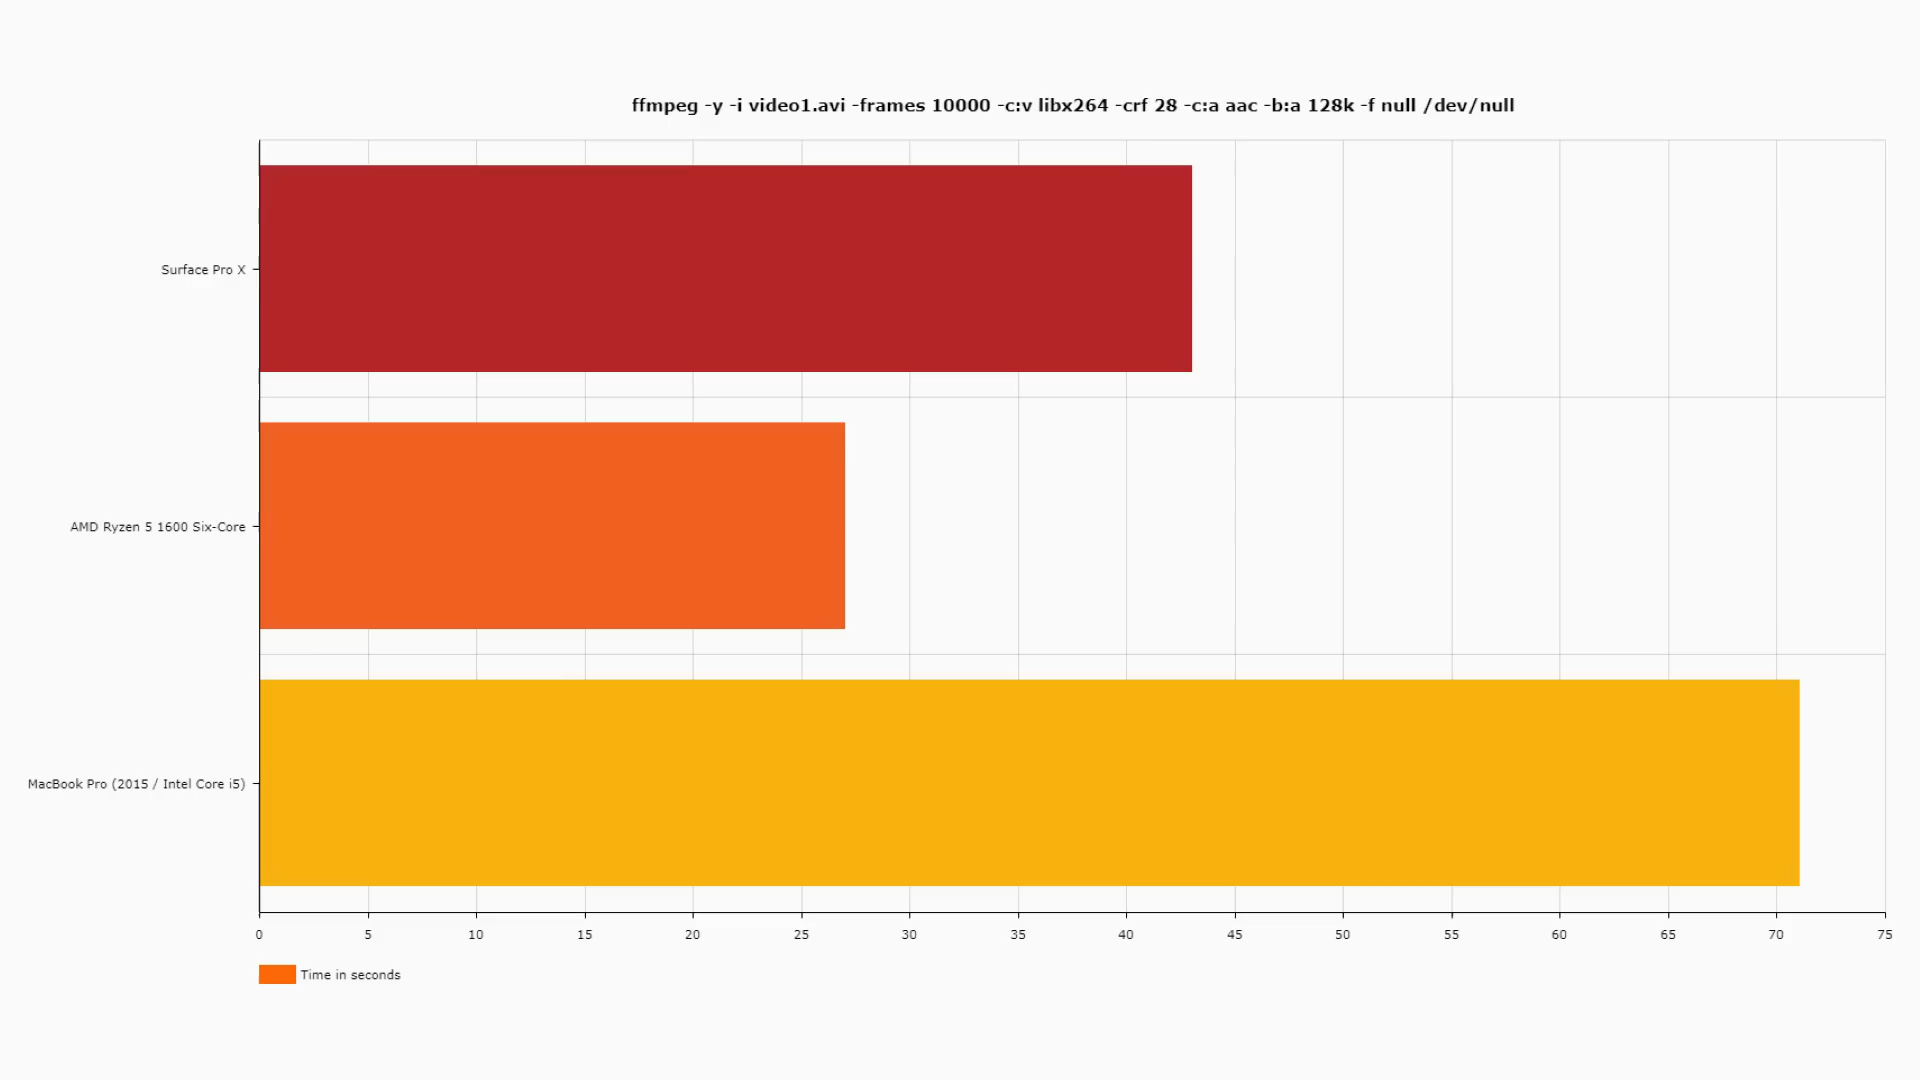 ffmpeg -y -i video1.avi -frames 10000 -c:v libx264 -crf 28 -c:a aac -b:a 128k -f null /dev/null
Surface Pro X
AMD Ryzen 5 1600 Six-Core
MacBook Pro (2015 / Intel Core i5)
0 5 10 15 20 25 30 35 40 45 50 55 60 65 70 75
Time in seconds